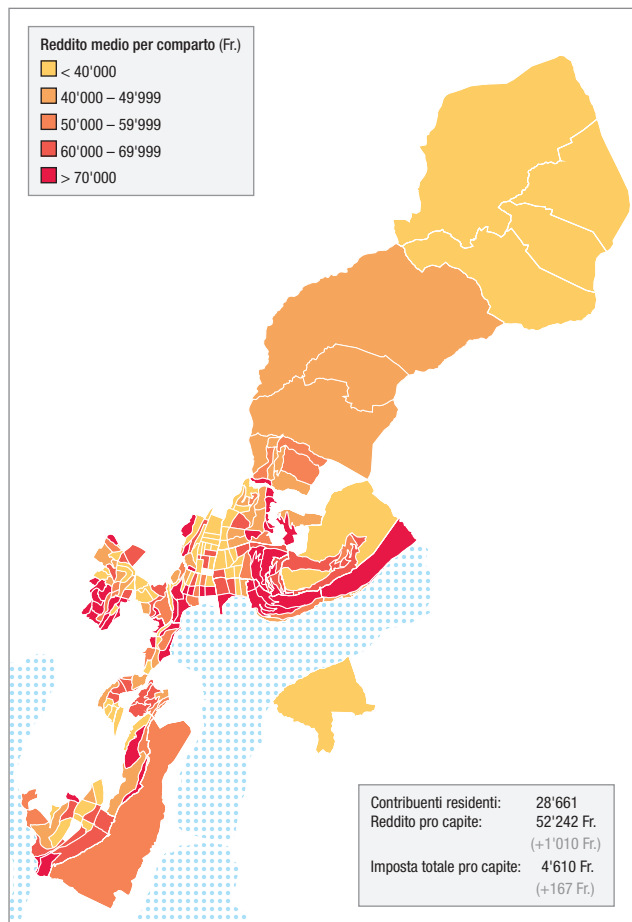 Reddito medio per comparto (Fr.)
< 40'000
40'000 – 49'999
50'000 – 59'999
60'000 – 69'999
> 70'000
Contribuenti residenti: 28'661
Reddito pro capite: 52'242 Fr.
(+1'010 Fr.)
Imposta totale pro capite: 4'610 Fr.
(+167 Fr.)